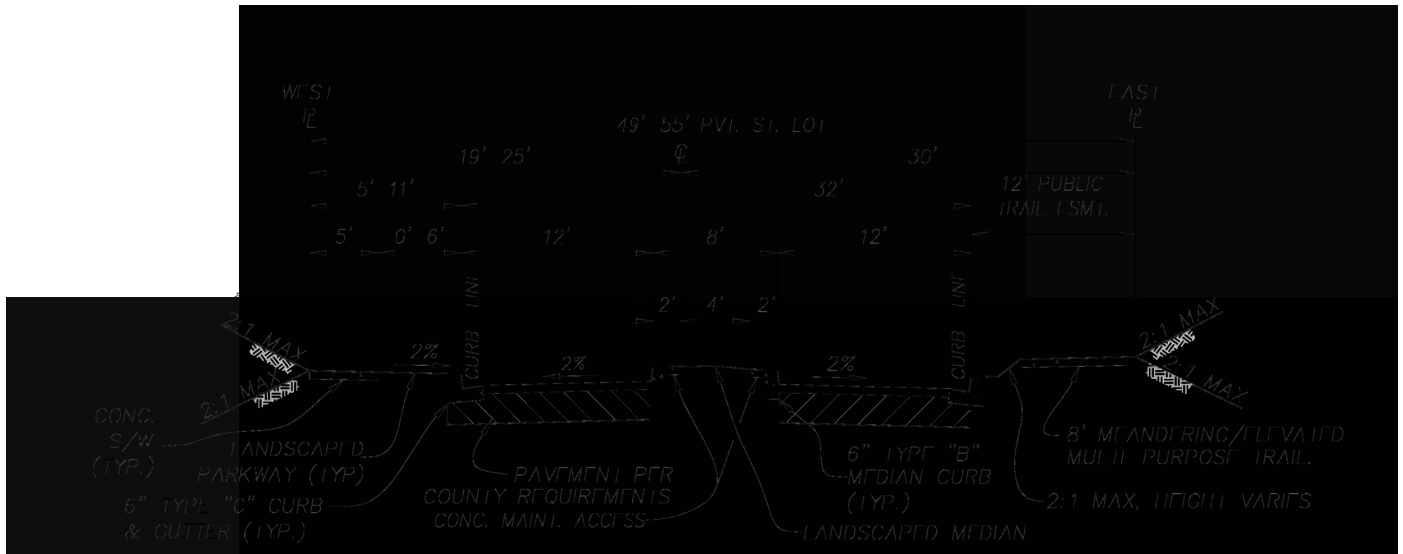 WEST
PL
EAST
PL
49'-55' PVT. ST. LOT
19'-25'
CL
30'
5'-11'
32'
12' PUBLIC
TRAIL ESMT.
5'
0'-6'
12'
8'
12'
CURB LINE
CURB LINE
2'
4'
2'
2:1 MAX
2:1 MAX
2%
2%
2%
2:1 MAX
2:1 MAX
CONC.
S/W
(TYP.)
LANDSCAPED
PARKWAY (TYP)
6" TYPE "C" CURB
& GUTTER (TYP.)
PAVEMENT PER
COUNTY REQUIREMENTS
CONC. MAINT. ACCESS
6" TYPE "B"
MEDIAN CURB
(TYP.)
LANDSCAPED MEDIAN
8' MEANDERING/ELEVATED
MULTI PURPOSE TRAIL.
2:1 MAX, HEIGHT VARIES